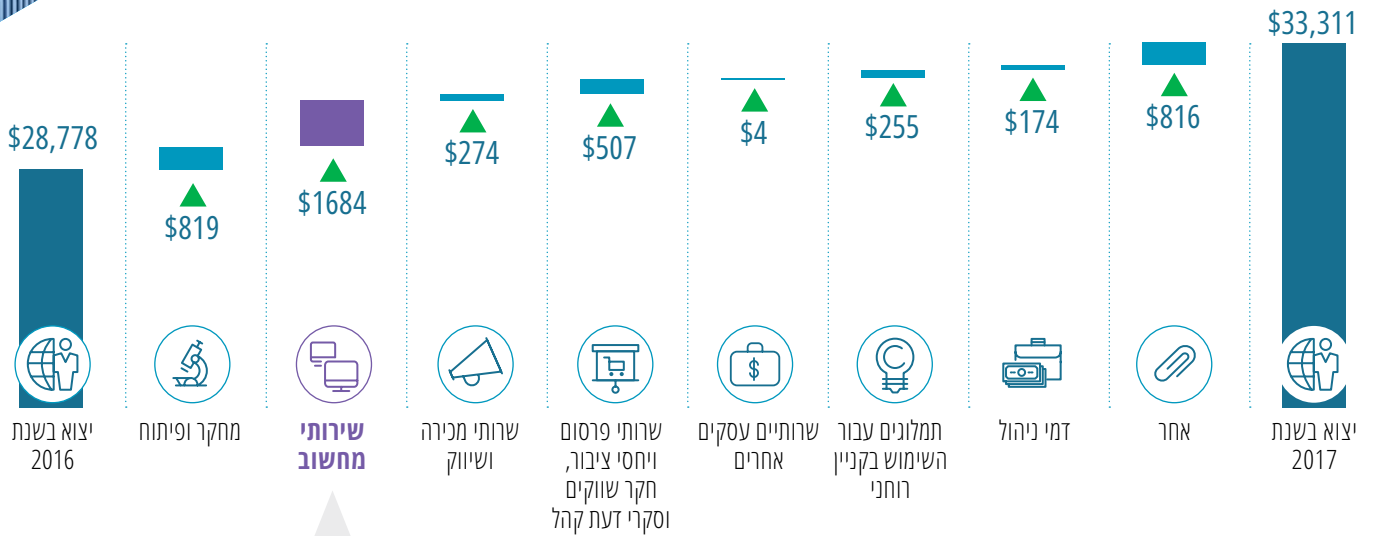 $28,778
יצוא בשנת
2016
$819
מחקר ופיתוח
$1684
שירותי
מחשוב
$274
שרותי מכירה
ושיווק
$507
שרותי פרסום
ויחסי ציבור,
חקר שווקים
וסקרי דעת קהל
$4
שרותיים עסקים
אחרים
$255
תמלוגים עבור
השימוש בקניין
רוחני
$174
דמי ניהול
$816
אחר
$33,311
יצוא בשנת
2017